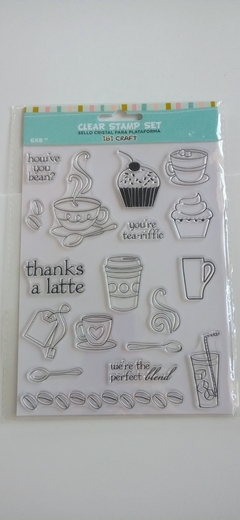 CLEAR STAMP SET
SELLO CRISTAL PARA PLATAFORMA
how've
you
bean?
you're
tea-riffic
thanks
a latte
we're the
perfect blend